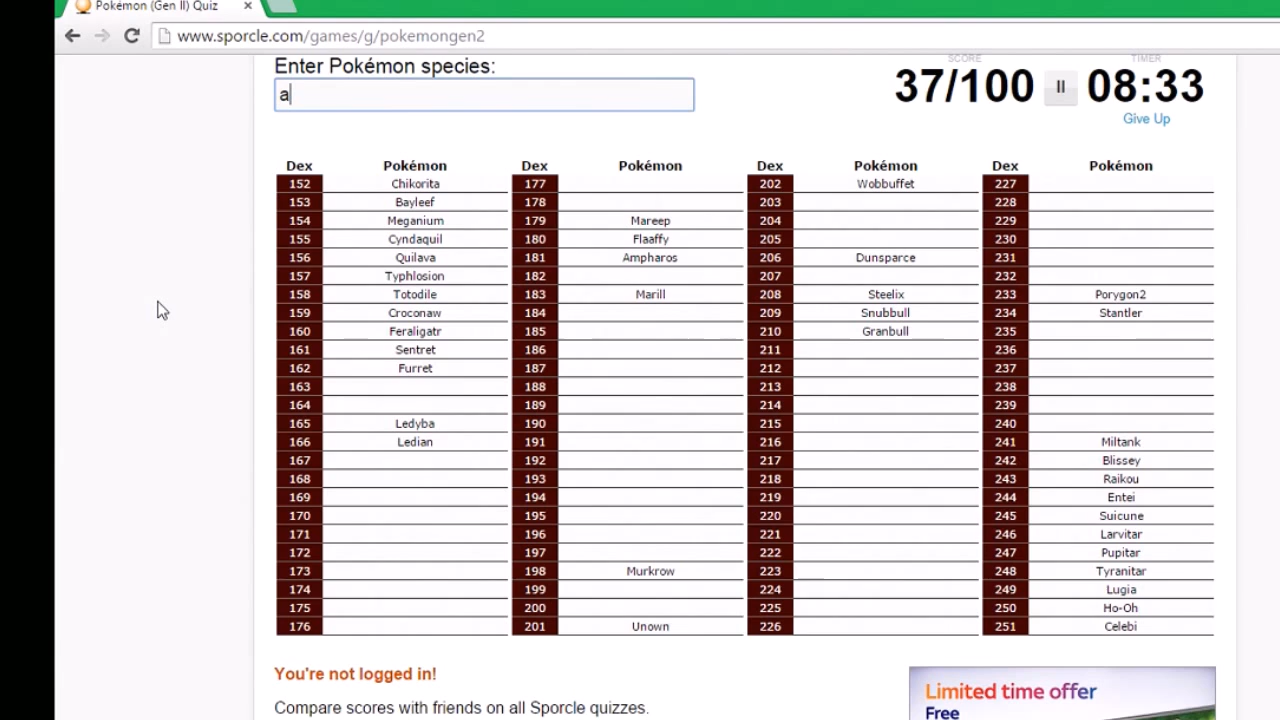 Pokémon (Gen II) Quiz ×
www.sporcle.com/games/g/pokemongen2
Enter Pokémon species:
a
SCORE
TIMER
37/100
08:33
Give Up
Dex Pokémon Dex Pokémon Dex Pokémon Dex Pokémon
152 Chikorita 177 202 Wobbuffet 227
153 Bayleef 178 203 228
154 Meganium 179 Mareep 204 229
155 Cyndaquil 180 Flaaffy 205 230
156 Quilava 181 Ampharos 206 Dunsparce 231
157 Typhlosion 182 207 232
158 Totodile 183 Marill 208 Steelix 233 Porygon2
159 Croconaw 184 209 Snubbull 234 Stantler
160 Feraligatr 185 210 Granbull 235
161 Sentret 186 211 236
162 Furret 187 212 237
163 188 213 238
164 189 214 239
165 Ledyba 190 215 240
166 Ledian 191 216 241 Miltank
167 192 217 242 Blissey
168 193 218 243 Raikou
169 194 219 244 Entei
170 195 220 245 Suicune
171 196 221 246 Larvitar
172 197 222 247 Pupitar
173 198 Murkrow 223 248 Tyranitar
174 199 224 249 Lugia
175 200 225 250 Ho-Oh
176 201 Unown 226 251 Celebi
You're not logged in!
Compare scores with friends on all Sporcle quizzes.
Limited time offer
Free